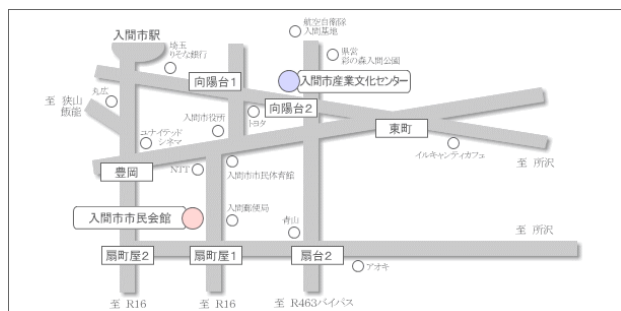 入間市駅
航空自衛隊
入間基地
埼玉
りそな銀行
県営
彩の森入間公園
向陽台1
入間市産業文化センター
丸広
至 狭山
飯能
向陽台2
入間市役所
トヨタ
東町
ユナイテッド
シネマ
イルキャンティカフェ
至 所沢
豊岡
NTT
入間市市民体育館
入間市市民会館
入間郵便局
青山
至 所沢
扇町屋2
扇町屋1
扇台2
アオキ
至 R16
至 R16
至 R463バイパス